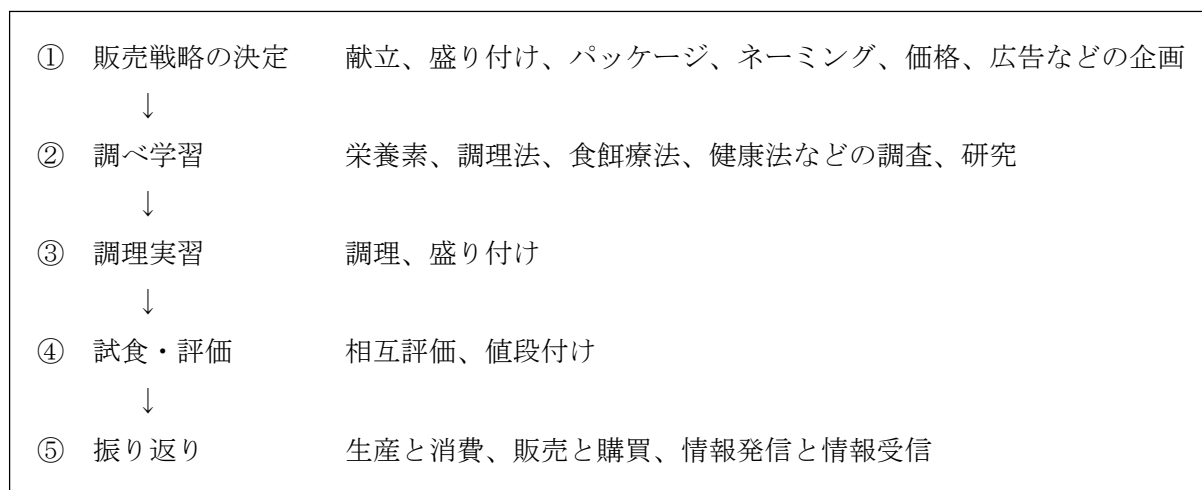 ① 販売戦略の決定 献立、盛り付け、パッケージ、ネーミング、価格、広告などの企画
↓
② 調べ学習 栄養素、調理法、食餌療法、健康法などの調査、研究
↓
③ 調理実習 調理、盛り付け
↓
④ 試食・評価 相互評価、値段付け
↓
⑤ 振り返り 生産と消費、販売と購買、情報発信と情報受信